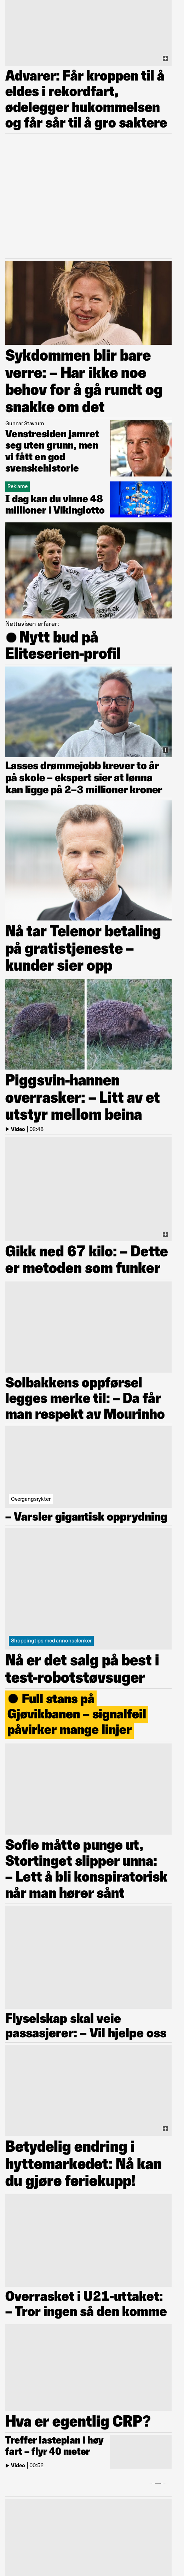 Advarer: Får kroppen til å
eldes i rekordfart,
ødelegger hukommelsen
og får sår til å gro saktere
Sykdommen blir bare
verre: – Har ikke noe
behov for å gå rundt og
snakke om det
Gunnar Stavrum
Venstresiden jamret
seg uten grunn, men
vi fått en god
svenskehistorie
Reklame
I dag kan du vinne 48
millioner i Vikinglotto
Nettavisen erfarer:
● Nytt bud på
Eliteserien-profil
Lasses drømmejobb krever to år
på skole – ekspert sier at lønna
kan ligge på 2–3 millioner kroner
Nå tar Telenor betaling
på gratistjeneste –
kunder sier opp
Piggsvin-hannen
overrasker: – Litt av et
utstyr mellom beina
Video | 02:48
Gikk ned 67 kilo: – Dette
er metoden som funker
Solbakkens oppførsel
legges merke til: – Da får
man respekt av Mourinho
Overgangsrykter
– Varsler gigantisk opprydning
Shoppingtips med annonselenker
Nå er det salg på best i
test-robotstøvsuger
● Full stans på
Gjøvikbanen – signalfeil
påvirker mange linjer
Sofie måtte punge ut,
Stortinget slipper unna:
– Lett å bli konspiratorisk
når man hører sånt
Flyselskap skal veie
passasjerer: – Vil hjelpe oss
Betydelig endring i
hyttemarkedet: Nå kan
du gjøre feriekupp!
Overrasket i U21-uttaket:
– Tror ingen så den komme
Hva er egentlig CRP?
Treffer lasteplan i høy
fart – flyr 40 meter
Video | 00:52